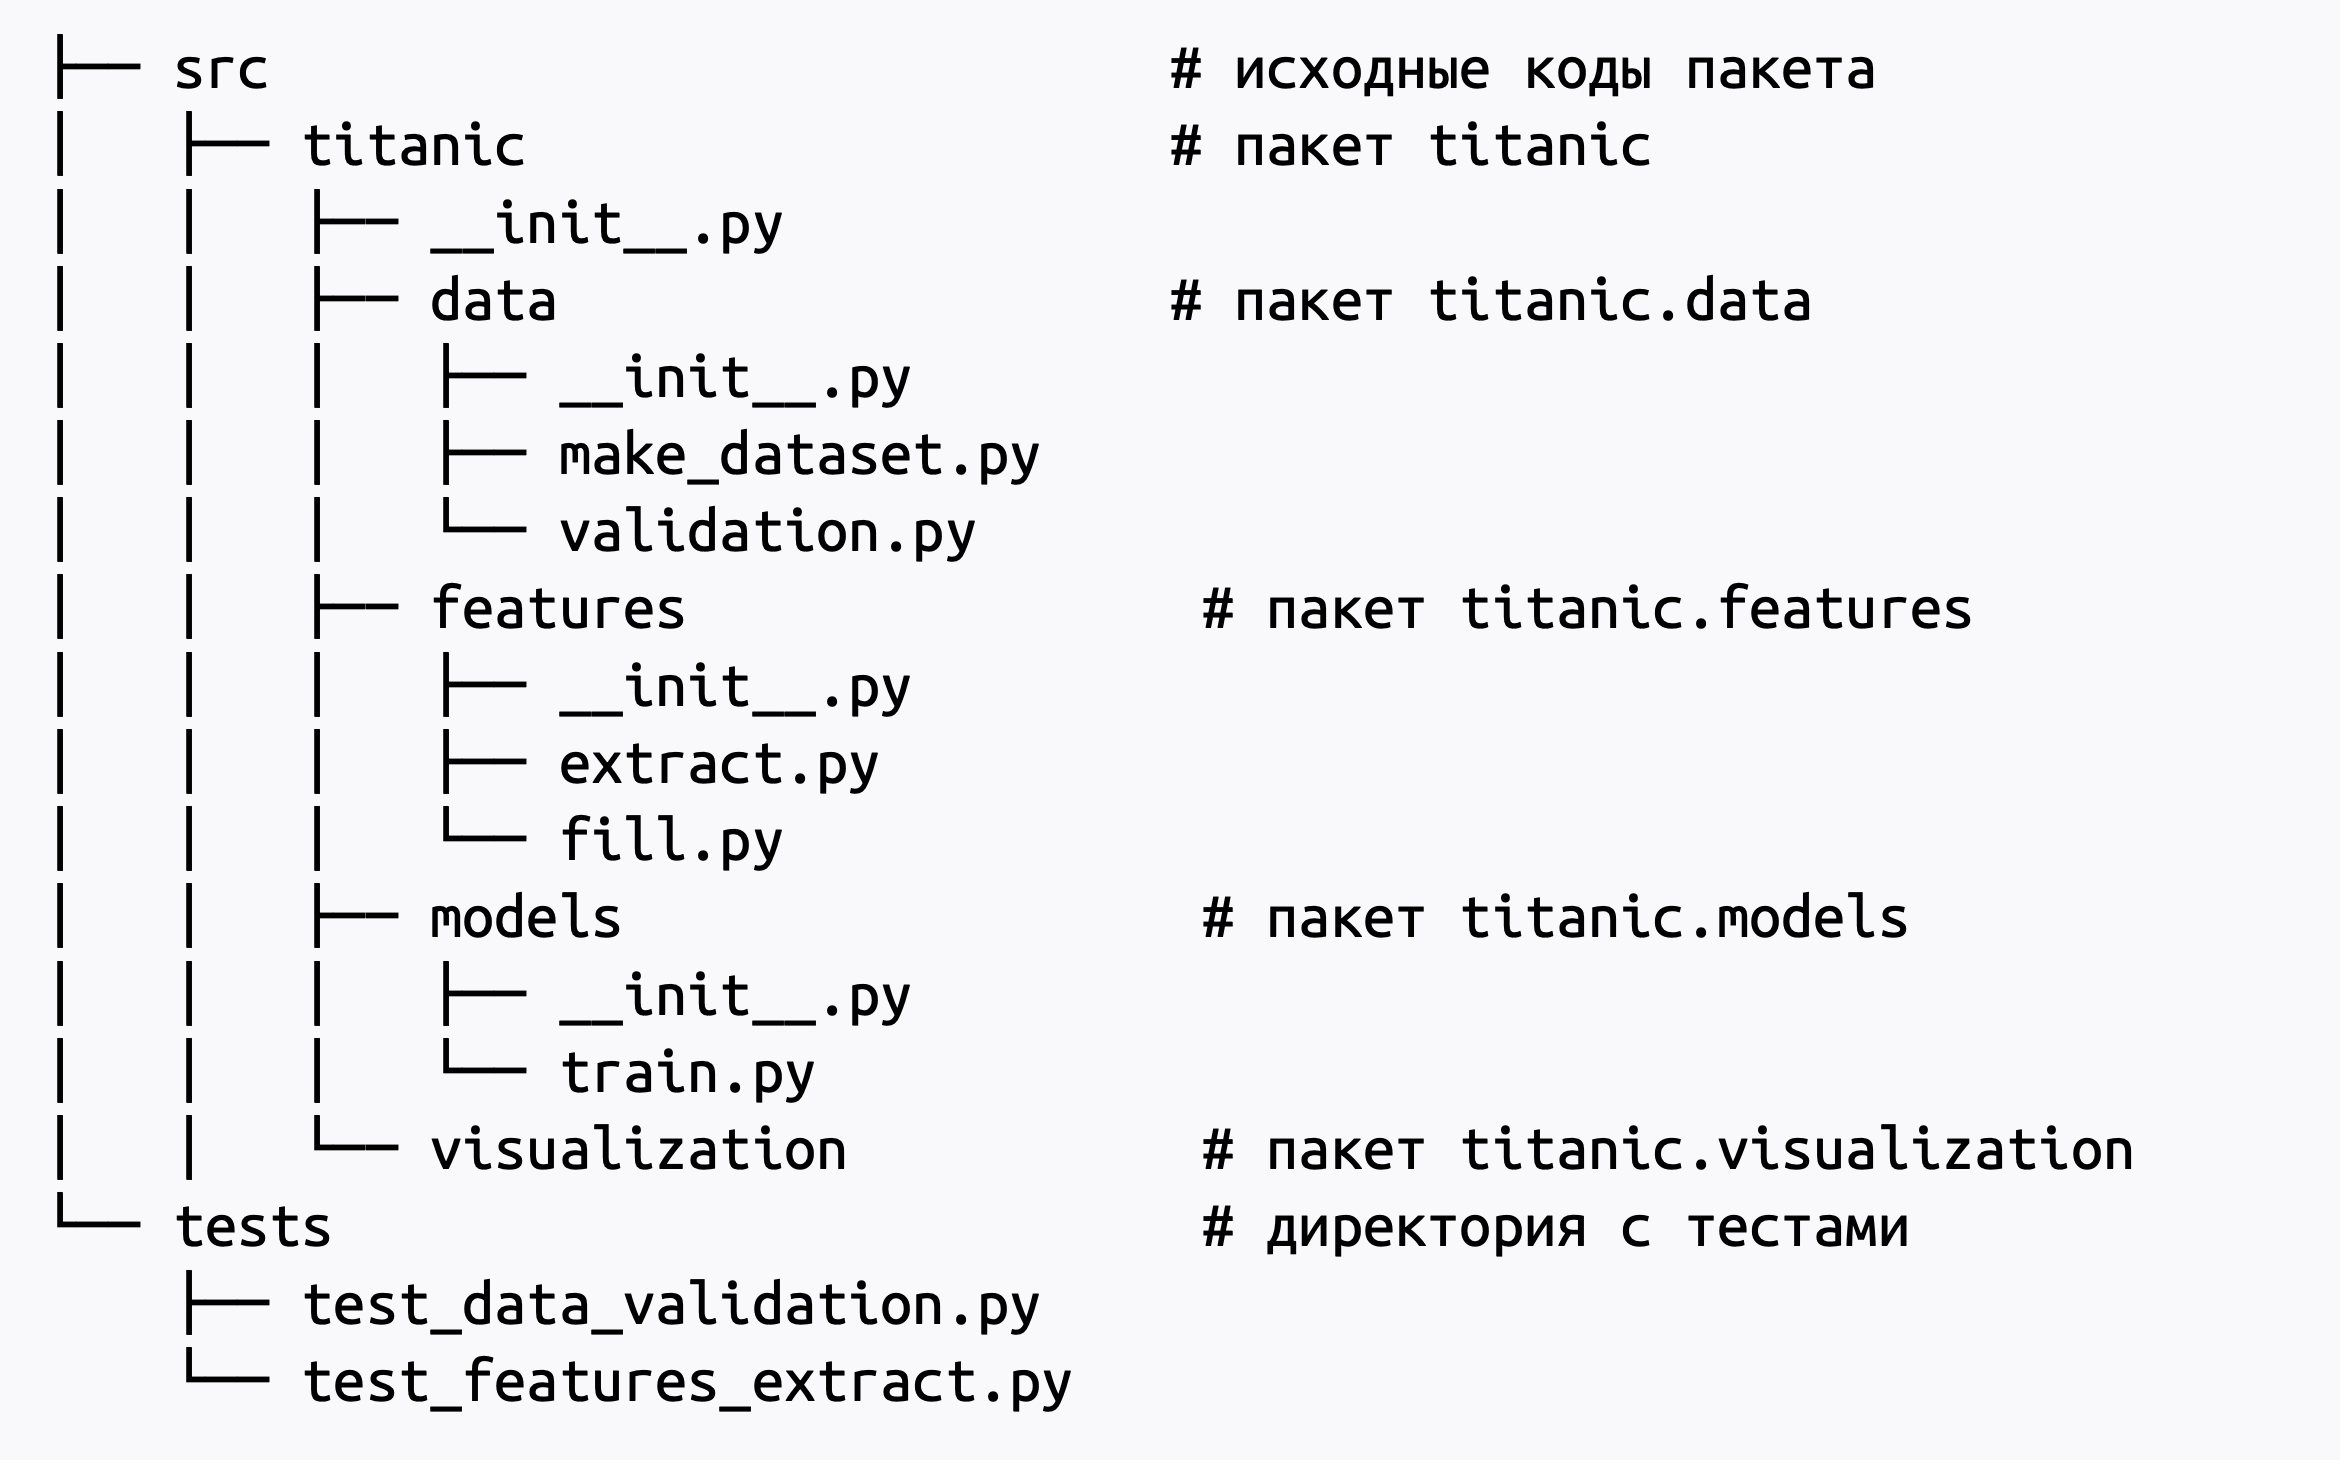 ├── src                               # исходные коды пакета
│   ├── titanic                       # пакет titanic
│   │   ├── __init__.py
│   │   ├── data                   # пакет titanic.data
│   │   │   ├── __init__.py
│   │   │   ├── make_dataset.py
│   │   │   └── validation.py
│   │   ├── features                # пакет titanic.features
│   │   │   ├── __init__.py
│   │   │   ├── extract.py
│   │   │   └── fill.py
│   │   ├── models                  # пакет titanic.models
│   │   │   ├── __init__.py
│   │   │   └── train.py
│   │   └── visualization           # пакет titanic.visualization
└── tests                           # директория с тестами
    ├── test_data_validation.py
    └── test_features_extract.py